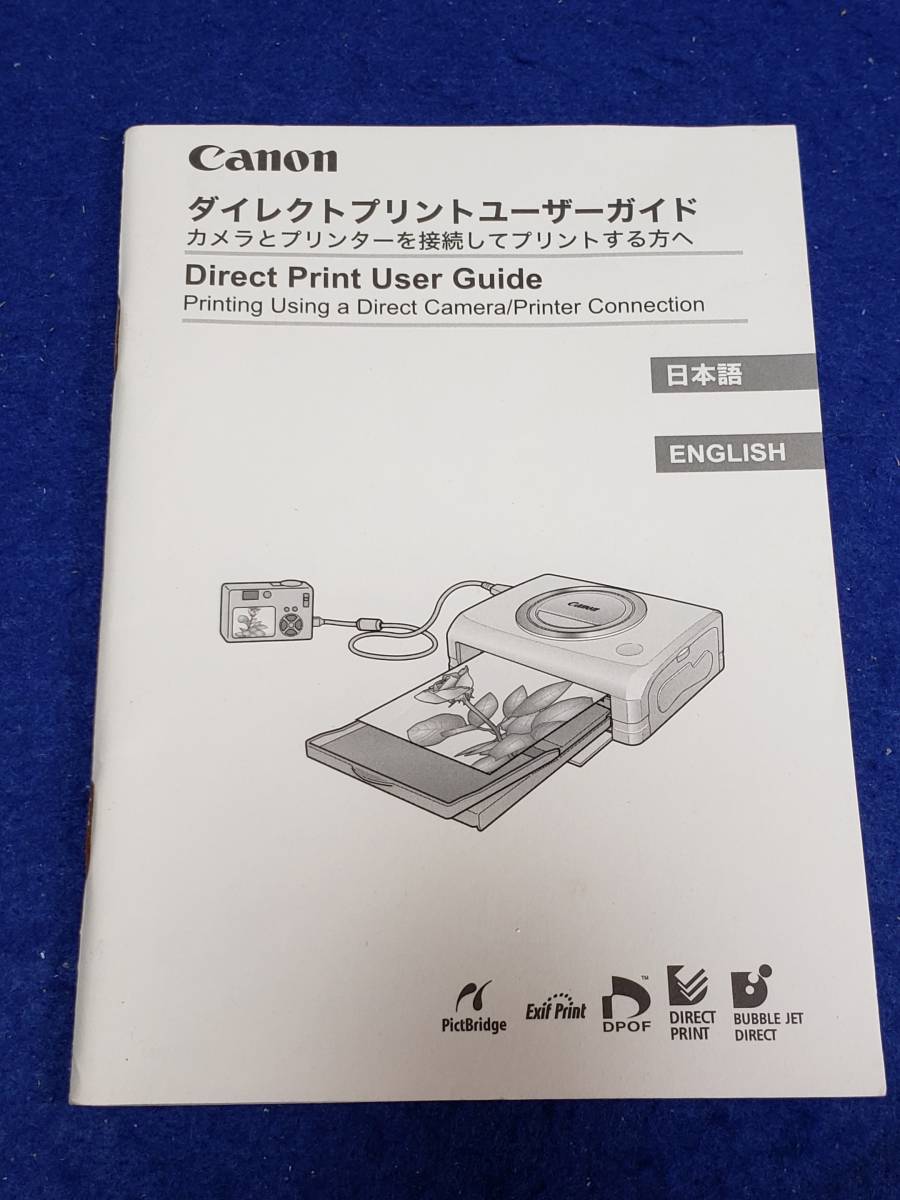 Canon
ダイレクトプリントユーザーガイド
カメラとプリンターを接続してプリントする方へ
Direct Print User Guide
Printing Using a Direct Camera/Printer Connection
日本語
ENGLISH
Canon
PictBridge
Exif Print
DPOF
TM
DIRECT
PRINT
BUBBLE JET
DIRECT